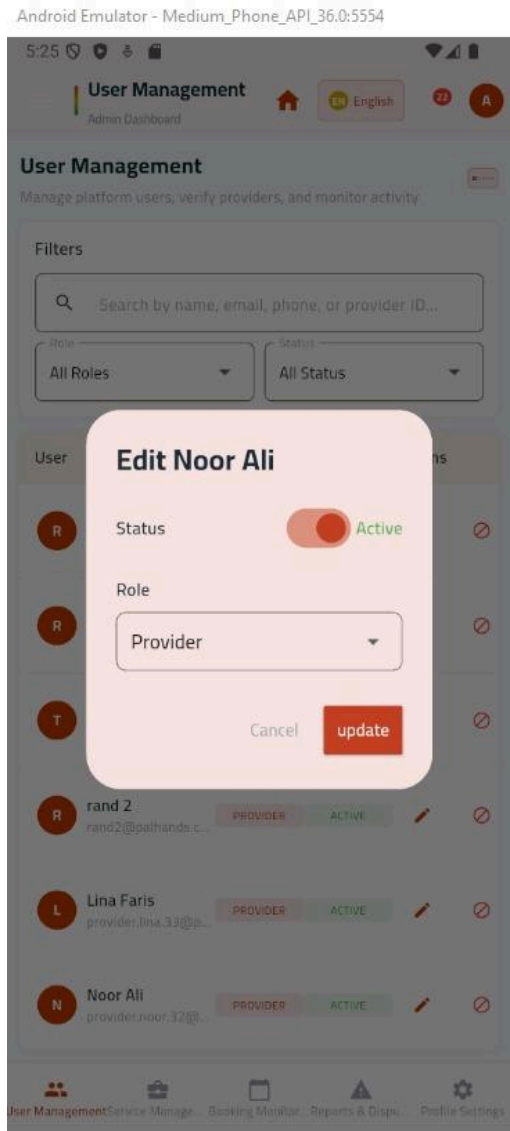 Android Emulator - Medium_Phone_API_36.0:5554
5:25
User Management
Admin Dashboard
EN English
22
A
User Management
Manage platform users, verify providers, and monitor activity
Filters
Search by name, email, phone, or provider ID...
Role
All Roles
Status
All Status
User
ns
Edit Noor Ali
Status
Active
Role
Provider
Cancel
update
R
R
T
R
rand 2
rand2@palhands.c...
PROVIDER
ACTIVE
L
Lina Faris
provider.lina.33@p...
PROVIDER
ACTIVE
N
Noor Ali
provider.noor.32@...
PROVIDER
ACTIVE
User Management
Service Manage...
Booking Monitor...
Reports & Dispu...
Profile Settings